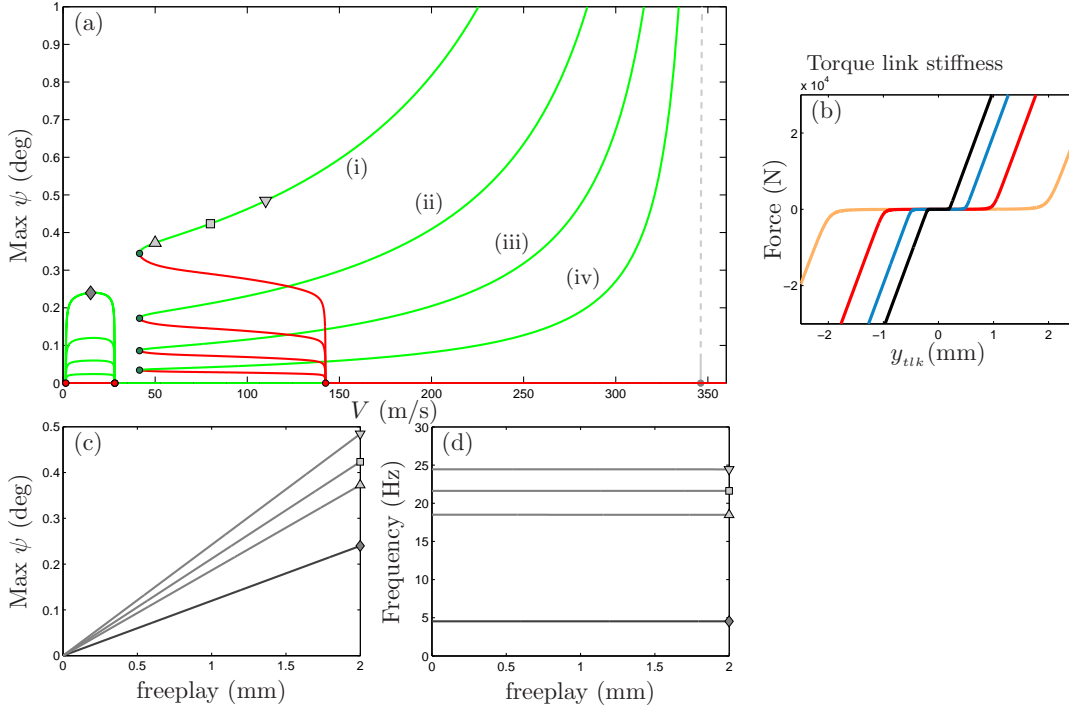 (a)
1
0.9
0.8
0.7
0.6
0.5
0.4
0.3
0.2
0.1
0
Max ψ (deg)
(i)
(ii)
(iii)
(iv)
0 50 100 150 200 250 300 350
V (m/s)
Torque link stiffness
x 10⁴
(b)
2
0
−2
Force (N)
−2 −1 0 1 2
y_tlk (mm)
(c)
0.5
0.4
0.3
0.2
0.1
0
Max ψ (deg)
0 0.5 1 1.5 2
freeplay (mm)
(d)
30
25
20
15
10
5
0
Frequency (Hz)
0 0.5 1 1.5 2
freeplay (mm)